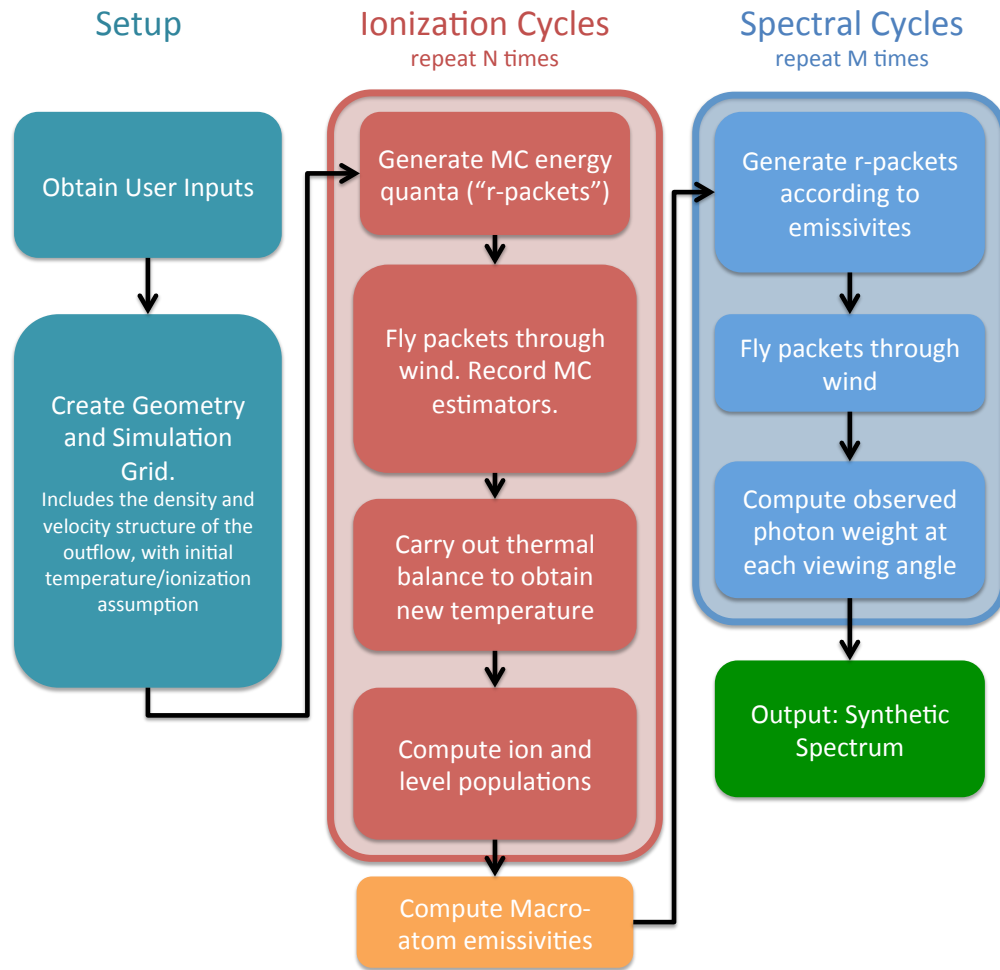 Setup
Obtain User Inputs
Create Geometry
and Simulation
Grid.
Includes the density and
velocity structure of the
outflow, with initial
temperature/ionization
assumption
Ionization Cycles
repeat N times
Generate MC energy
quanta (“r-packets”)
Fly packets through
wind. Record MC
estimators.
Carry out thermal
balance to obtain
new temperature
Compute ion and
level populations
Compute Macro-
atom emissivities
Spectral Cycles
repeat M times
Generate r-packets
according to
emissivites
Fly packets through
wind
Compute observed
photon weight at
each viewing angle
Output: Synthetic
Spectrum